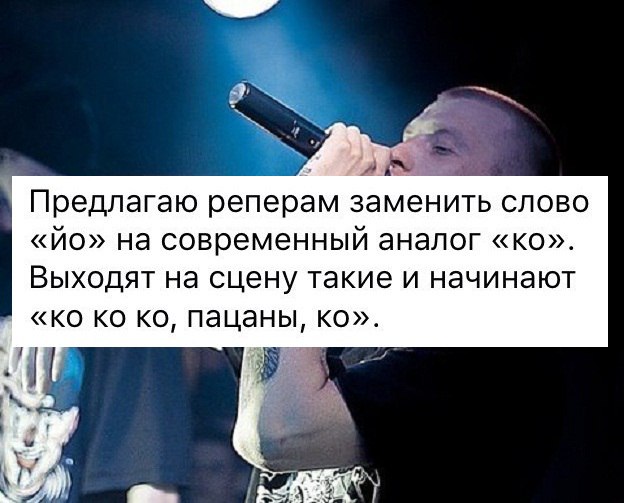 Предлагаю реперам заменить слово
«йо» на современный аналог «ко».
Выходят на сцену такие и начинают
«ко ко ко, пацаны, ко».